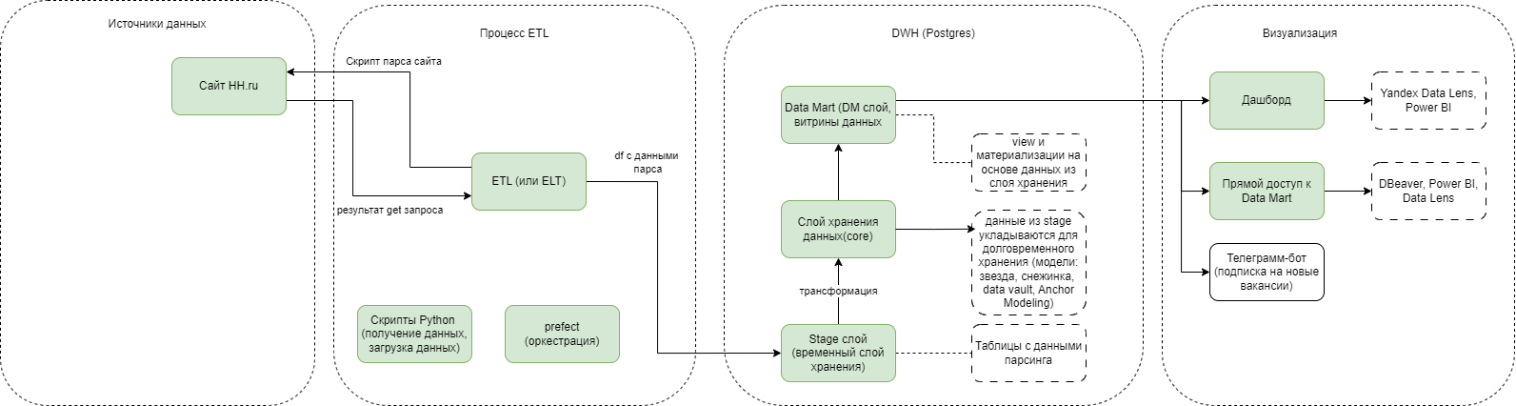 Источники данных
Сайт HH.ru
Процесс ETL
Скрипт парса сайта
ETL (или ELT)
результат get запроса
df с данными
парса
Скрипты Python
(получение данных,
загрузка данных)
prefect
(оркестрация)
DWH (Postgres)
Data Mart (DM слой,
витрины данных
view и
материализации на
основе данных из
слоя хранения
Слой хранения
данных(core)
данные из stage
укладываются для
долговременного
хранения (модели:
звезда, снежинка,
data vault, Anchor
Modeling)
трансформация
Stage слой
(временный слой
хранения)
Таблицы с данными
парсинга
Визуализация
Дашборд
Yandex Data Lens,
Power BI
Прямой доступ к
Data Mart
DBeaver, Power BI,
Data Lens
Телеграмм-бот
(подписка на новые
вакансии)